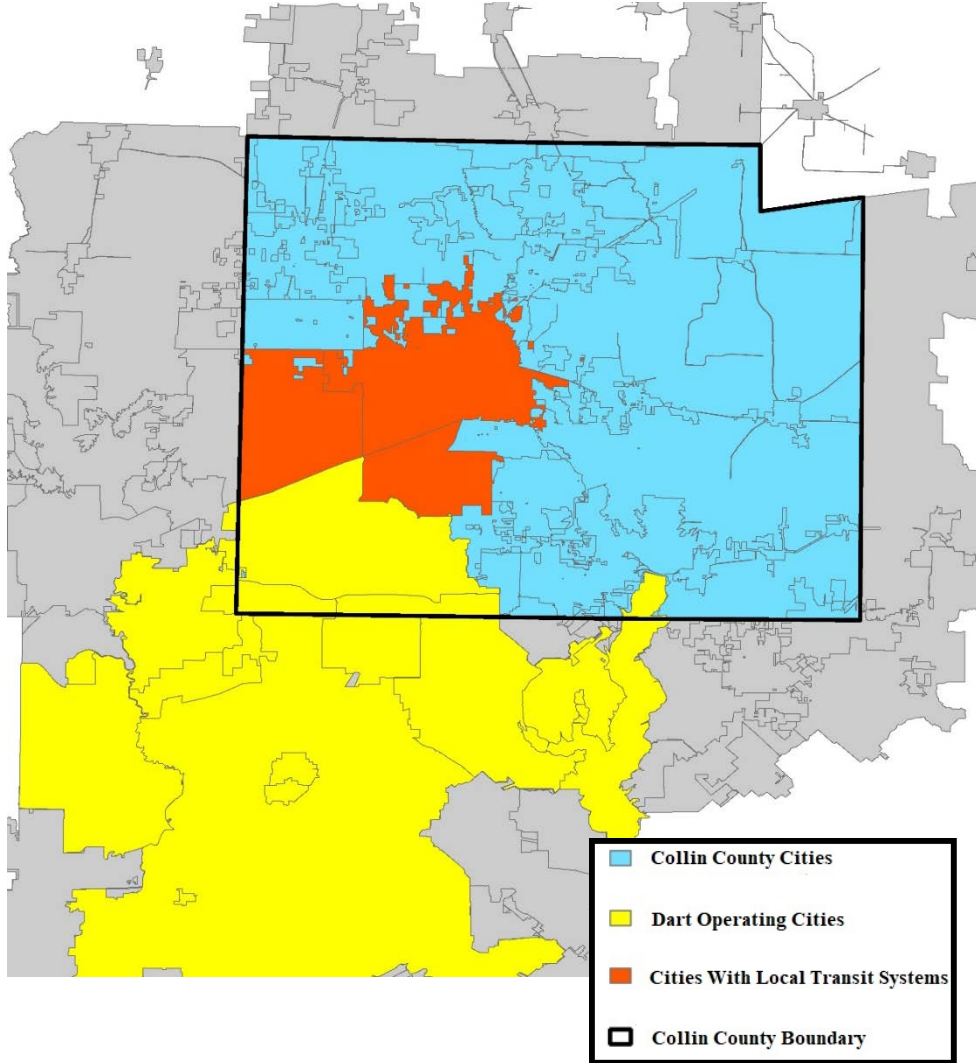 Collin County Cities
Dart Operating Cities
Cities With Local Transit Systems
Collin County Boundary